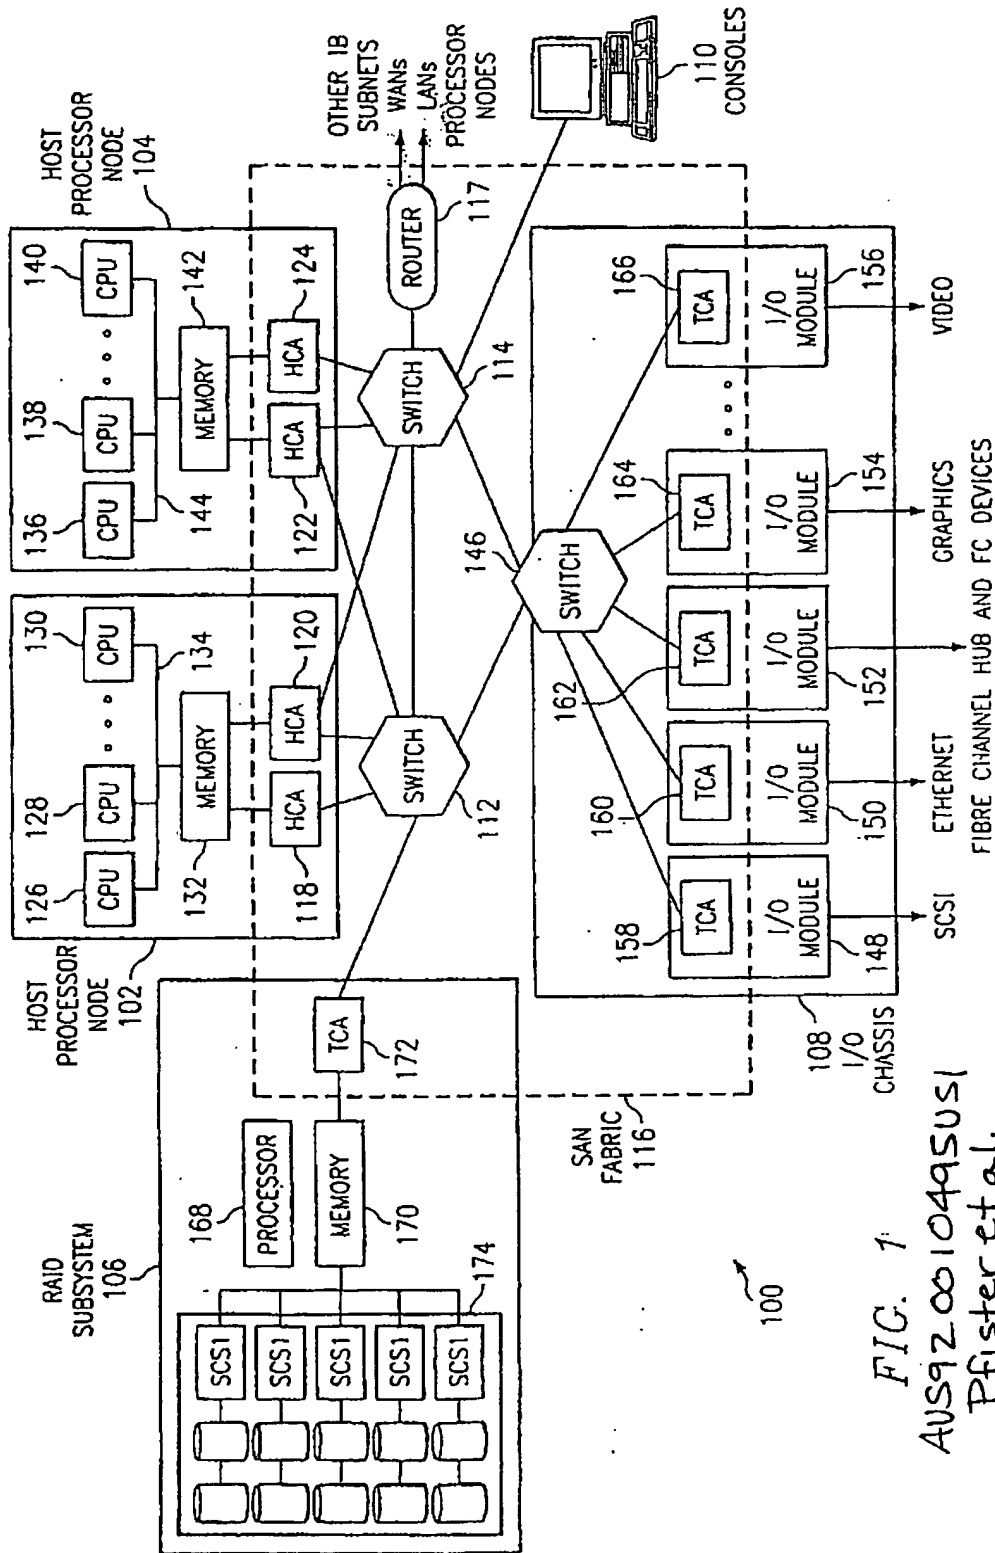 HOST
PROCESSOR
NODE
102
126
CPU
128
CPU
130
CPU
134
MEMORY
132
HCA
118
HCA
120
HOST
PROCESSOR
NODE
104
136
CPU
138
CPU
140
CPU
144
MEMORY
142
HCA
122
HCA
124
RAID
SUBSYSTEM
106
168
PROCESSOR
MEMORY
170
TCA
172
174
SCS1
SCS1
SCS1
SCS1
SCS1
SWITCH
112
SWITCH
114
ROUTER
117
OTHER IB
SUBNETS
WANs
LANs
PROCESSOR
NODES
110
CONSOLES
SAN
FABRIC
116
146
SWITCH
158
TCA
I/O
MODULE
148
160
TCA
I/O
MODULE
150
162
TCA
I/O
MODULE
152
164
TCA
I/O
MODULE
154
166
TCA
I/O
MODULE
156
108
I/O
CHASSIS
SCSI
ETHERNET
FIBRE CHANNEL HUB AND FC DEVICES
GRAPHICS
VIDEO
100
FIG. 1
AUS920010495US1
Pfister et al.